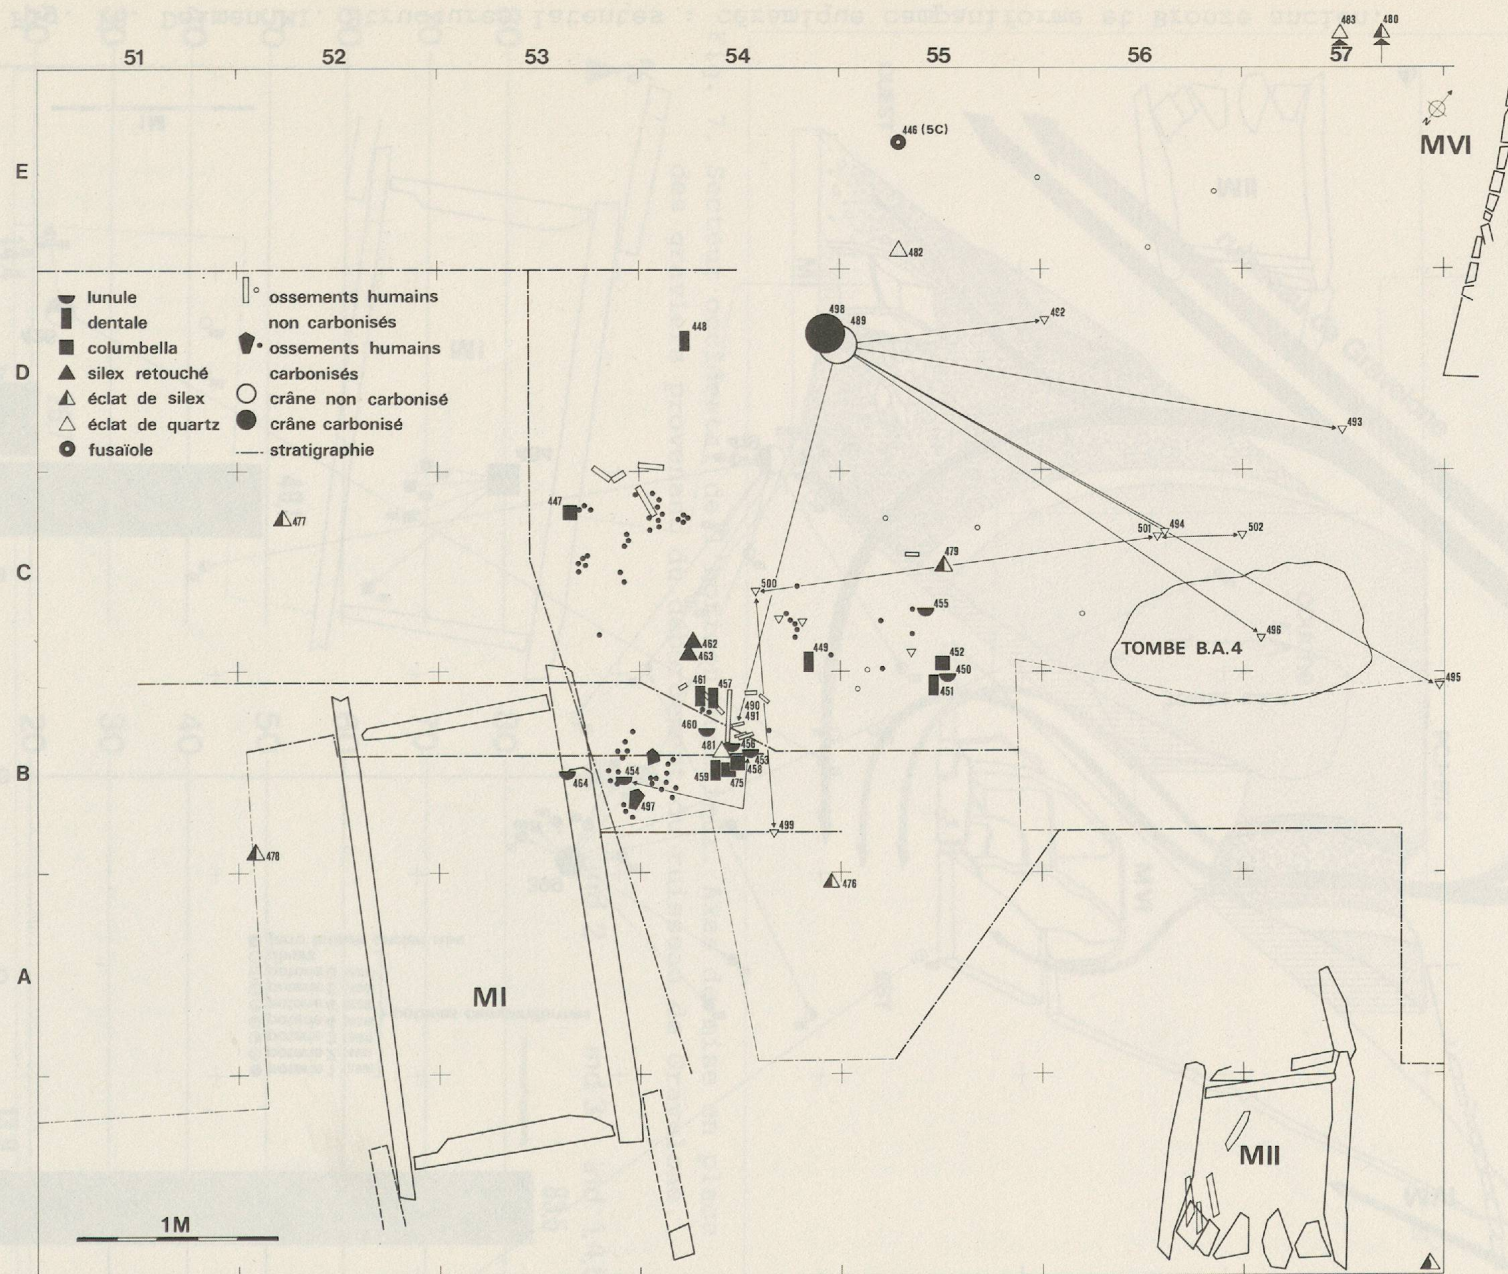 483 480
51 52 53 54 55 56 57
446 (5C)
MVI
E
482
lunule
ossements humains
dentale
non carbonisés
columbella
ossements humains
silex retouché
carbonisés
éclat de silex
crâne non carbonisé
éclat de quartz
crâne carbonisé
fusaïole
stratigraphie
498
489
492
448
D
493
447
477
494
501
502
479
C
500
455
496
462
463
449
452
450
451
TOMBE B.A.4
495
461 457
490
491
460
481
456
453
458
459
475
B
464
454
497
499
478
476
A
MI
MII
1M